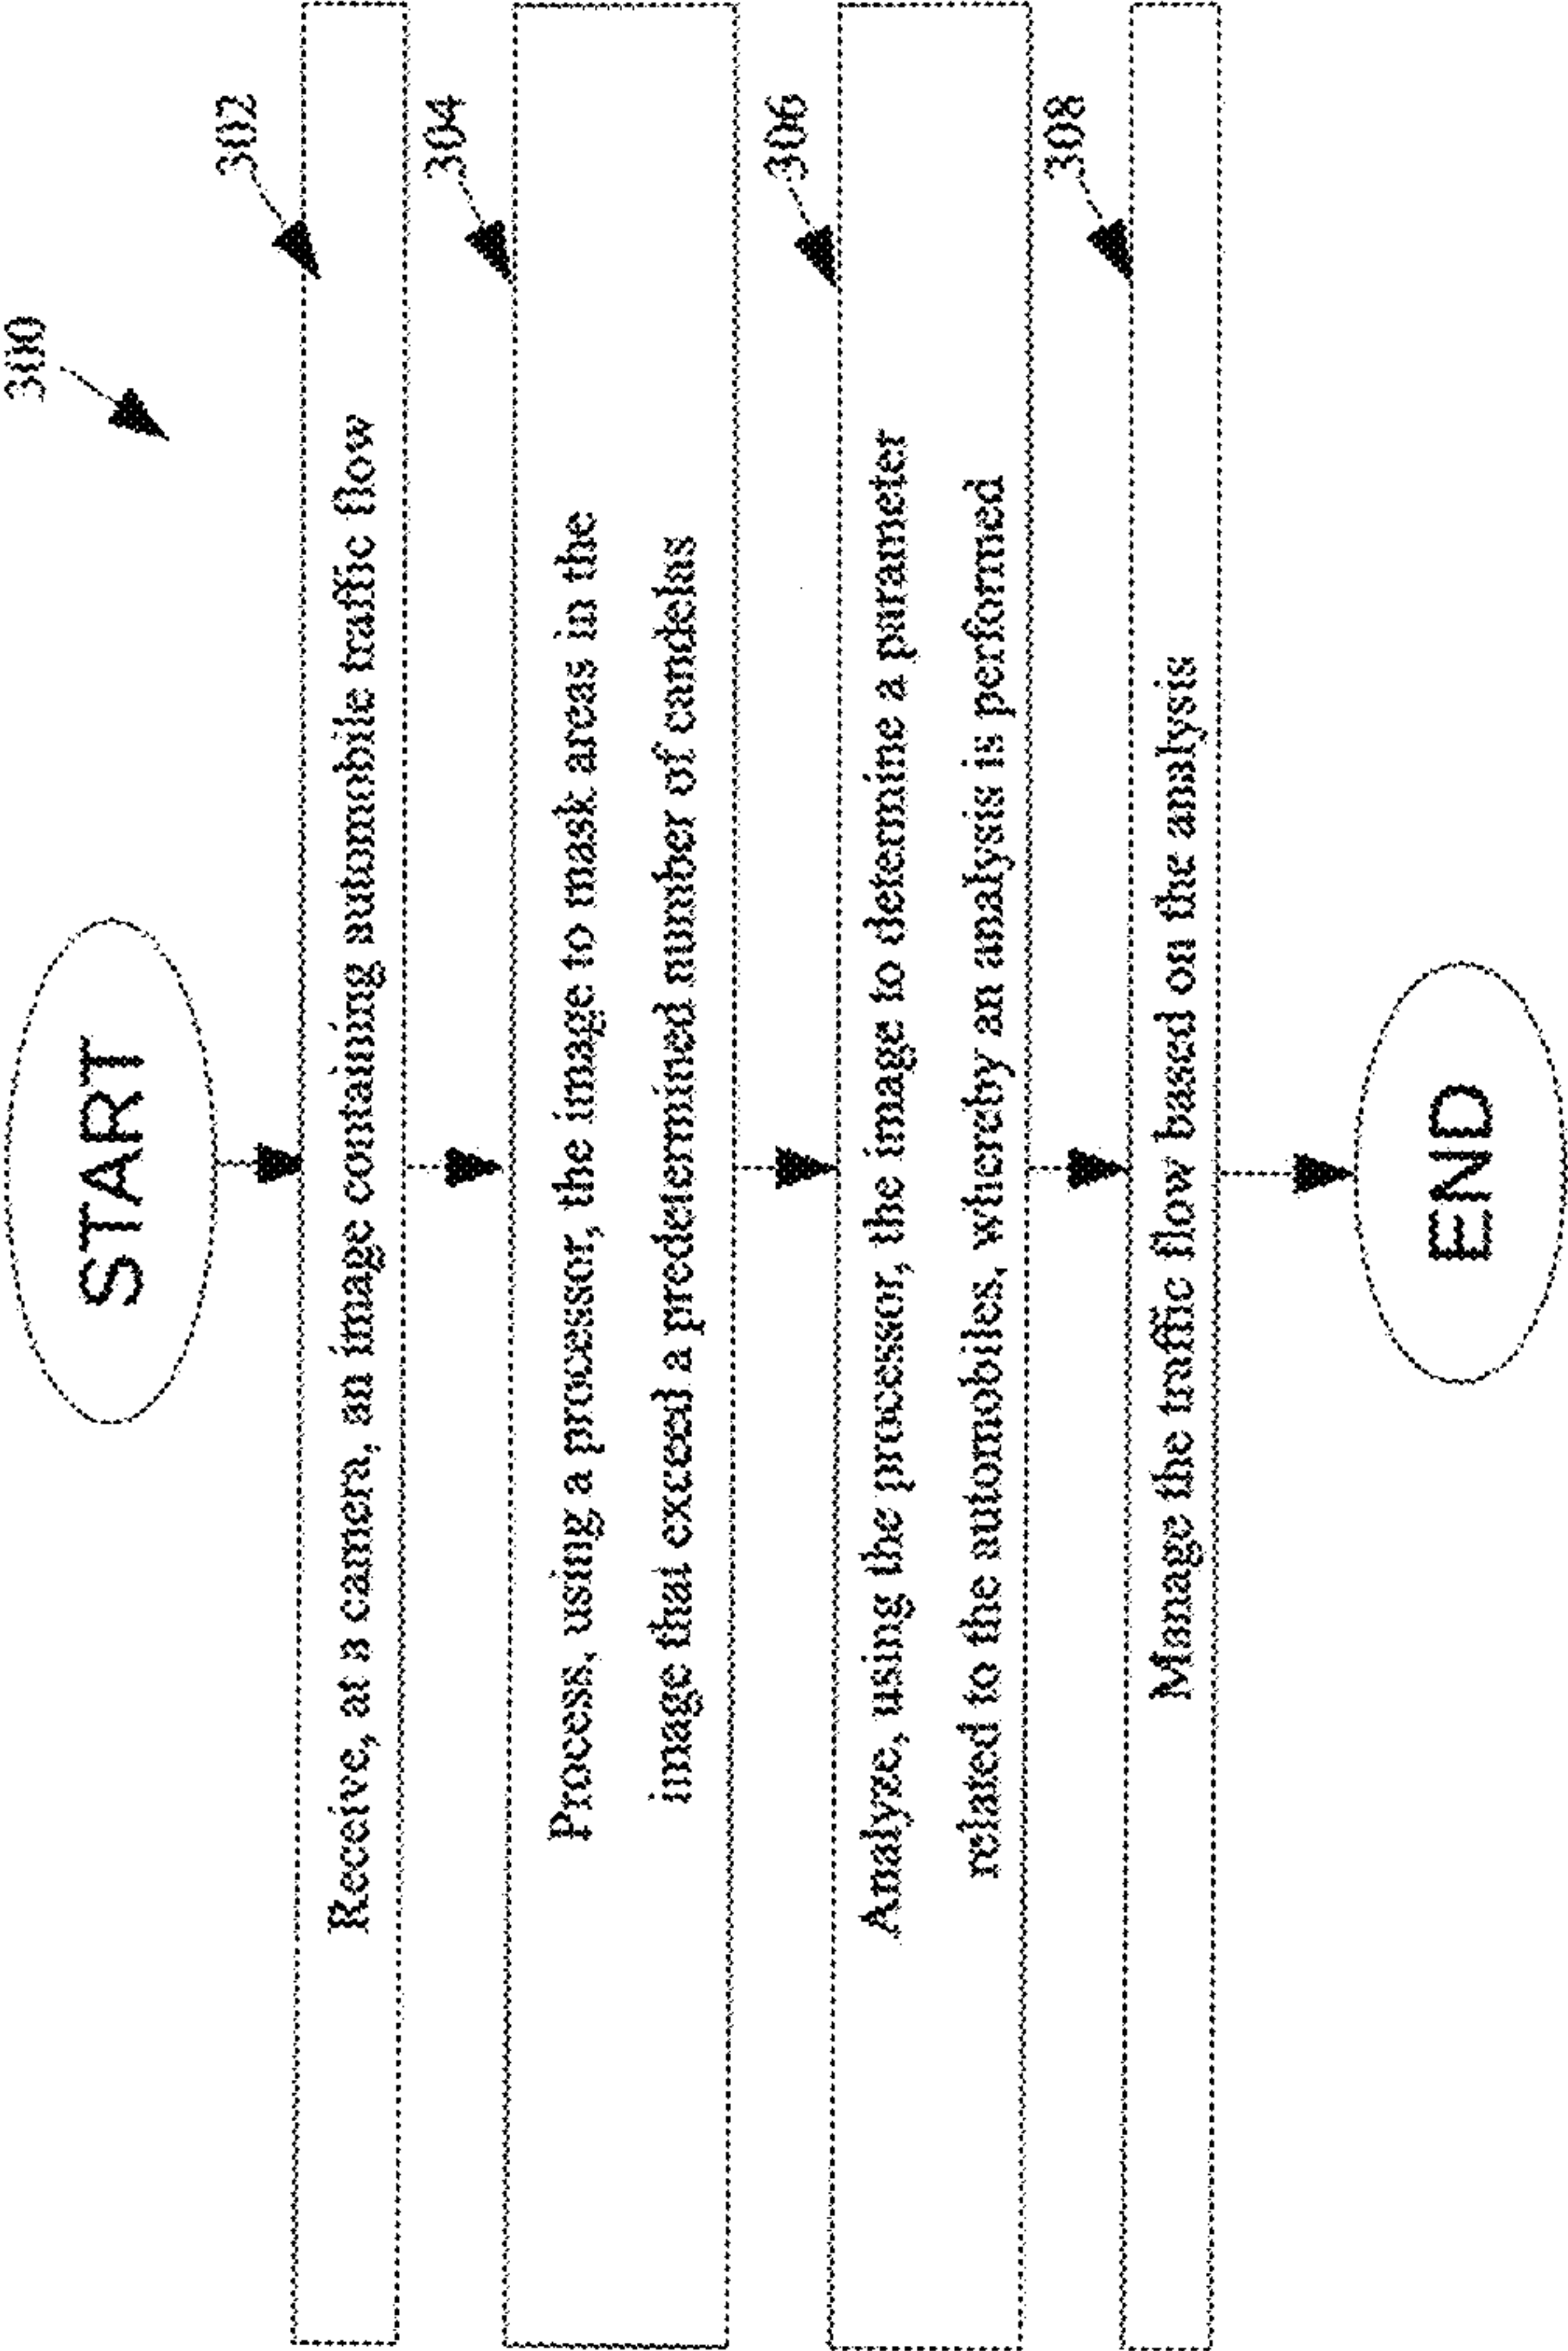 300
START
302
Receive, at a camera, an image containing automobile traffic flow
304
Process, using a processor, the image to mask areas in the
image that exceed a predetermined number of candelas
306
Analyze, using the processor, the image to determine a parameter
related to the automobiles, whereby an analysis is performed
308
Manage the traffic flow based on the analysis
END